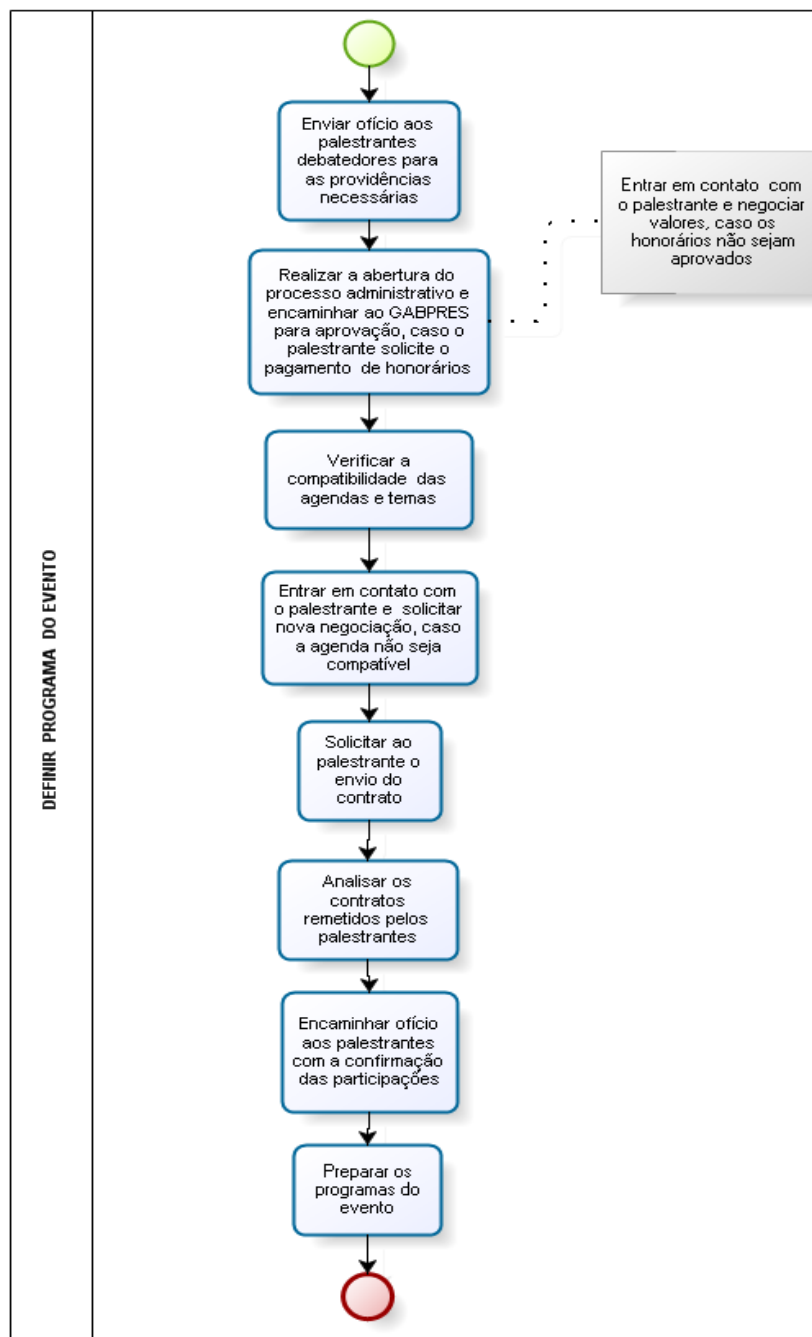 DEFINIR PROGRAMA DO EVENTO
Enviar ofício aos
palestrantes
debatedores para
as providências
necessárias
Entrar em contato com
o palestrante e negociar
valores, caso os
honorários não sejam
aprovados
Realizar a abertura do
processo administrativo e
encaminhar ao GABPRES
para aprovação, caso o
palestrante solicite o
pagamento de honorários
Verificar a
compatibilidade das
agendas e temas
Entrar em contato com
o palestrante e solicitar
nova negociação, caso
a agenda não seja
compatível
Solicitar ao
palestrante o
envio do
contrato
Analisar os
contratos
remetidos pelos
palestrantes
Encaminhar ofício
aos palestrantes
com a confirmação
das participações
Preparar os
programas do
evento